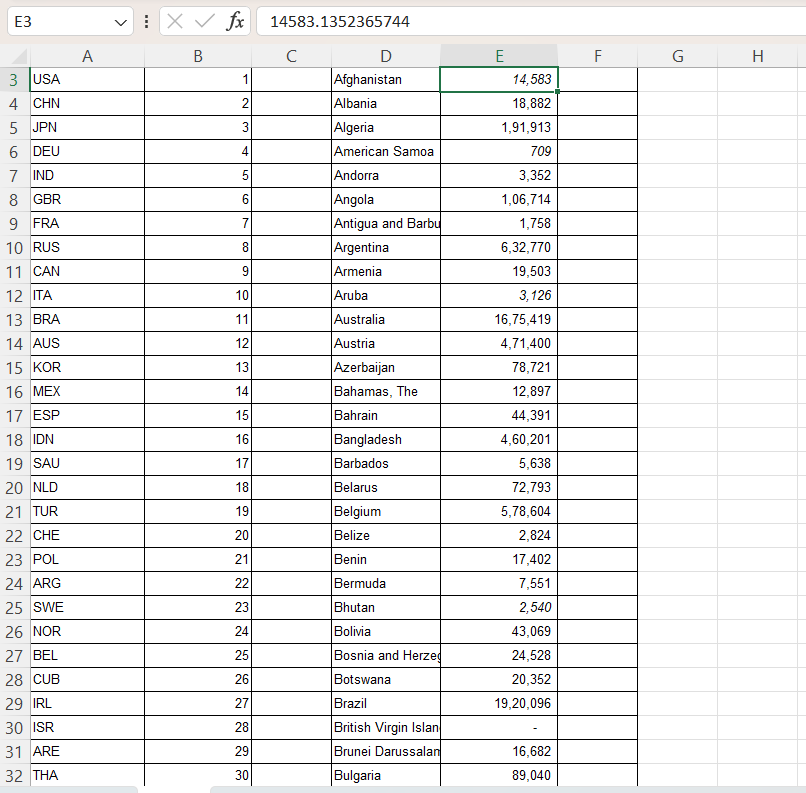 E3 fx 14583.1352365744
A B C D E F G H
3 USA 1 Afghanistan 14,583
4 CHN 2 Albania 18,882
5 JPN 3 Algeria 1,91,913
6 DEU 4 American Samoa 709
7 IND 5 Andorra 3,352
8 GBR 6 Angola 1,06,714
9 FRA 7 Antigua and Barbu 1,758
10 RUS 8 Argentina 6,32,770
11 CAN 9 Armenia 19,503
12 ITA 10 Aruba 3,126
13 BRA 11 Australia 16,75,419
14 AUS 12 Austria 4,71,400
15 KOR 13 Azerbaijan 78,721
16 MEX 14 Bahamas, The 12,897
17 ESP 15 Bahrain 44,391
18 IDN 16 Bangladesh 4,60,201
19 SAU 17 Barbados 5,638
20 NLD 18 Belarus 72,793
21 TUR 19 Belgium 5,78,604
22 CHE 20 Belize 2,824
23 POL 21 Benin 17,402
24 ARG 22 Bermuda 7,551
25 SWE 23 Bhutan 2,540
26 NOR 24 Bolivia 43,069
27 BEL 25 Bosnia and Herzeg 24,528
28 CUB 26 Botswana 20,352
29 IRL 27 Brazil 19,20,096
30 ISR 28 British Virgin Islan -
31 ARE 29 Brunei Darussalam 16,682
32 THA 30 Bulgaria 89,040